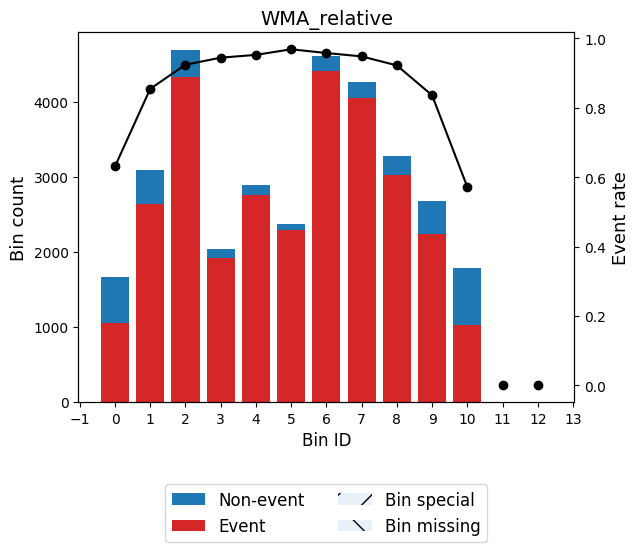 WMA_relative
4000
3000
2000
1000
0
Bin count
1.0
0.8
0.6
0.4
0.2
0.0
Event rate
−1 0 1 2 3 4 5 6 7 8 9 10 11 12 13
Bin ID
Non-event
Event
Bin special
Bin missing